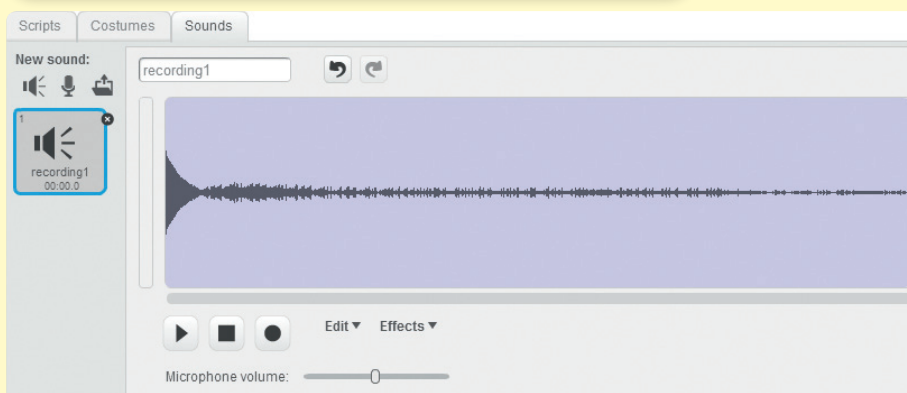 Scripts Costumes Sounds
New sound:
recording1
1
recording1
00:00.0
Edit Effects
Microphone volume: